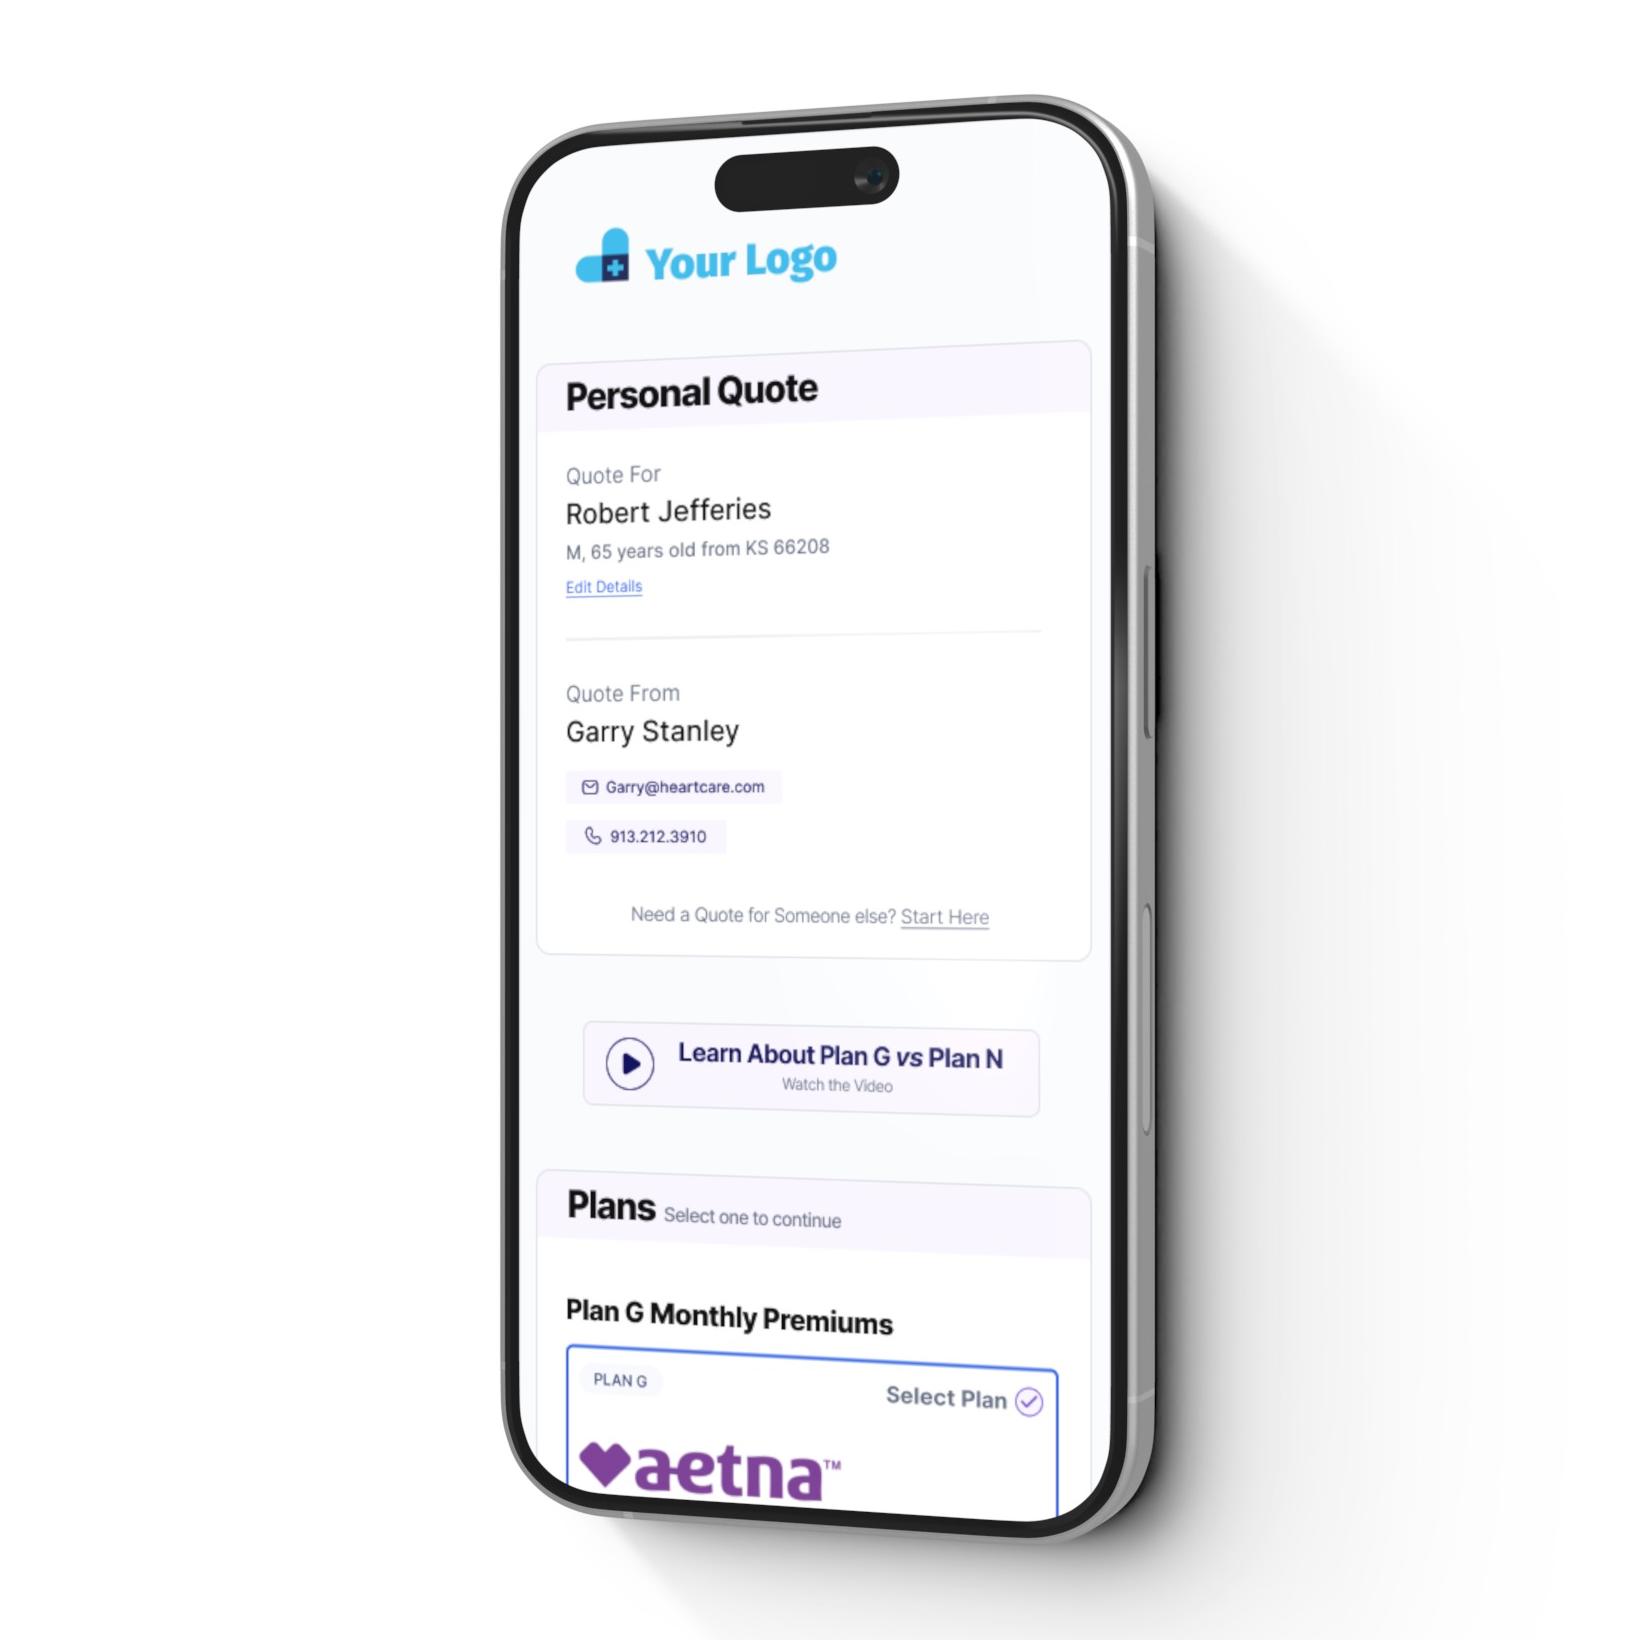 Your Logo
Personal Quote
Quote For
Robert Jefferies
M, 65 years old from KS 66208
Edit Details
Quote From
Garry Stanley
Garry@heartcare.com
913.212.3910
Need a Quote for Someone else? Start Here
Learn About Plan G vs Plan N
Watch the Video
Plans Select one to continue
Plan G Monthly Premiums
PLAN G
Select Plan
aetna™